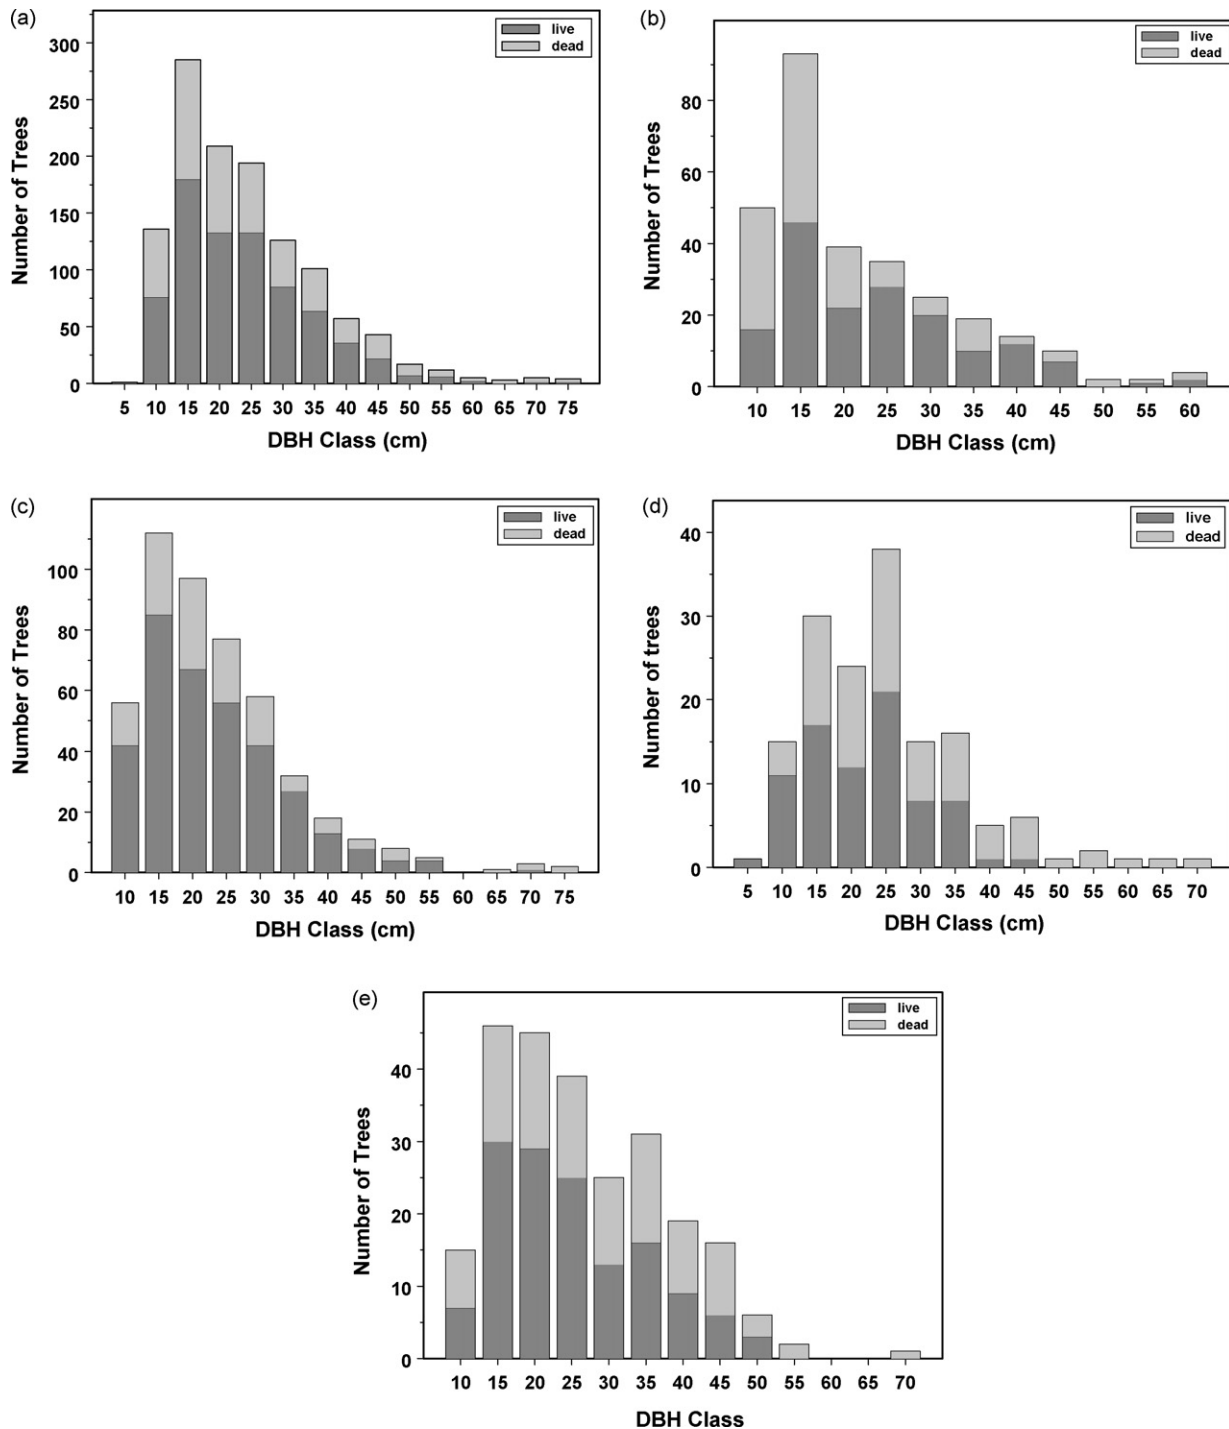 (a)
live
dead
300
250
200
150
100
50
0
Number of Trees
5 10 15 20 25 30 35 40 45 50 55 60 65 70 75
DBH Class (cm)
(b)
live
dead
80
60
40
20
0
Number of Trees
10 15 20 25 30 35 40 45 50 55 60
DBH Class (cm)
(c)
live
dead
100
80
60
40
20
0
Number of Trees
10 15 20 25 30 35 40 45 50 55 60 65 70 75
DBH Class (cm)
(d)
live
dead
40
30
20
10
0
Number of trees
5 10 15 20 25 30 35 40 45 50 55 60 65 70
DBH Class (cm)
(e)
live
dead
40
30
20
10
0
Number of Trees
10 15 20 25 30 35 40 45 50 55 60 65 70
DBH Class